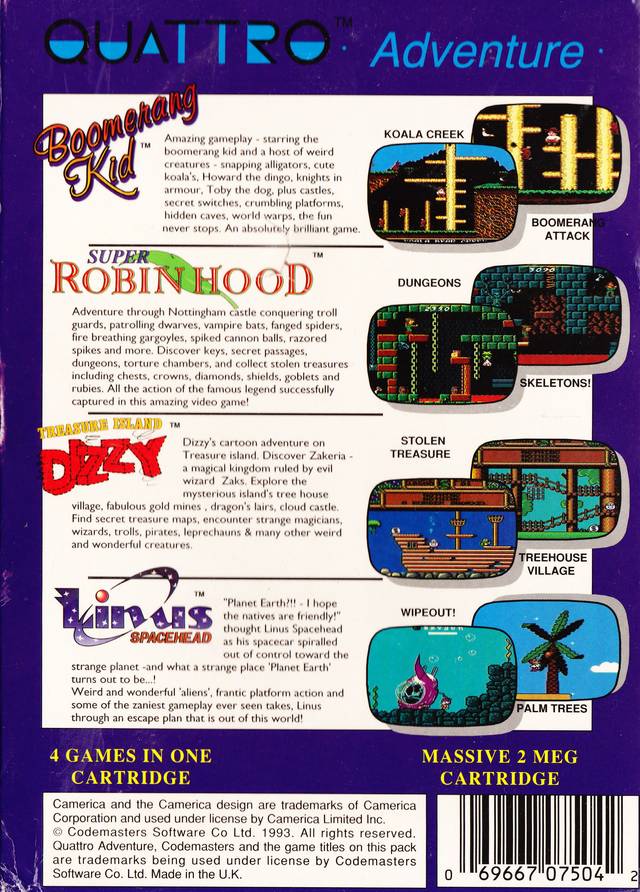 QUATTRO™ · Adventure ·
Boomerang
Kid™
Amazing gameplay - starring the
boomerang kid and a host of weird
creatures - snapping alligators, cute
koala's, Howard the dingo, knights in
armour, Toby the dog, plus castles,
secret switches, crumbling platforms,
hidden caves, world warps, the fun
never stops. An absolutely brilliant game.
KOALA CREEK
BOOMERANG
ATTACK
SUPER
ROBIN HOOD™
Adventure through Nottingham castle conquering troll
guards, patrolling dwarves, vampire bats, fanged spiders,
fire breathing gargoyles, spiked cannon balls, razored
spikes and more. Discover keys, secret passages,
dungeons, torture chambers, and collect stolen treasures
including chests, crowns, diamonds, shields, goblets and
rubies. All the action of the famous legend successfully
captured in this amazing video game!
DUNGEONS
SKELETONS!
TREASURE ISLAND™
DIZZY
Dizzy's cartoon adventure on
Treasure island. Discover Zakeria -
a magical kingdom ruled by evil
wizard Zaks. Explore the
mysterious island's tree house
village, fabulous gold mines , dragon's lairs, cloud castle.
Find secret treasure maps, encounter strange magicians,
wizards, trolls, pirates, leprechauns & many other weird
and wonderful creatures.
STOLEN
TREASURE
TREEHOUSE
VILLAGE
Linus™
SPACEHEAD
"Planet Earth?!! - I hope
the natives are friendly!"
thought Linus Spacehead
as his spacecar spiralled
out of control toward the
strange planet -and what a strange place 'Planet Earth'
turns out to be...!
Weird and wonderful 'aliens', frantic platform action and
some of the zaniest gameplay ever seen takes, Linus
through an escape plan that is out of this world!
WIPEOUT!
PALM TREES
4 GAMES IN ONE
CARTRIDGE
MASSIVE 2 MEG
CARTRIDGE
Camerica and the Camerica design are trademarks of Camerica
Corporation and used under license by Camerica Limited Inc.
© Codemasters Software Co Ltd. 1993. All rights reserved.
Quattro Adventure, Codemasters and the game titles on this pack
are trademarks being used under license by Codemasters
Software Co. Ltd. Made in the U.K.
0 69667 07504 2